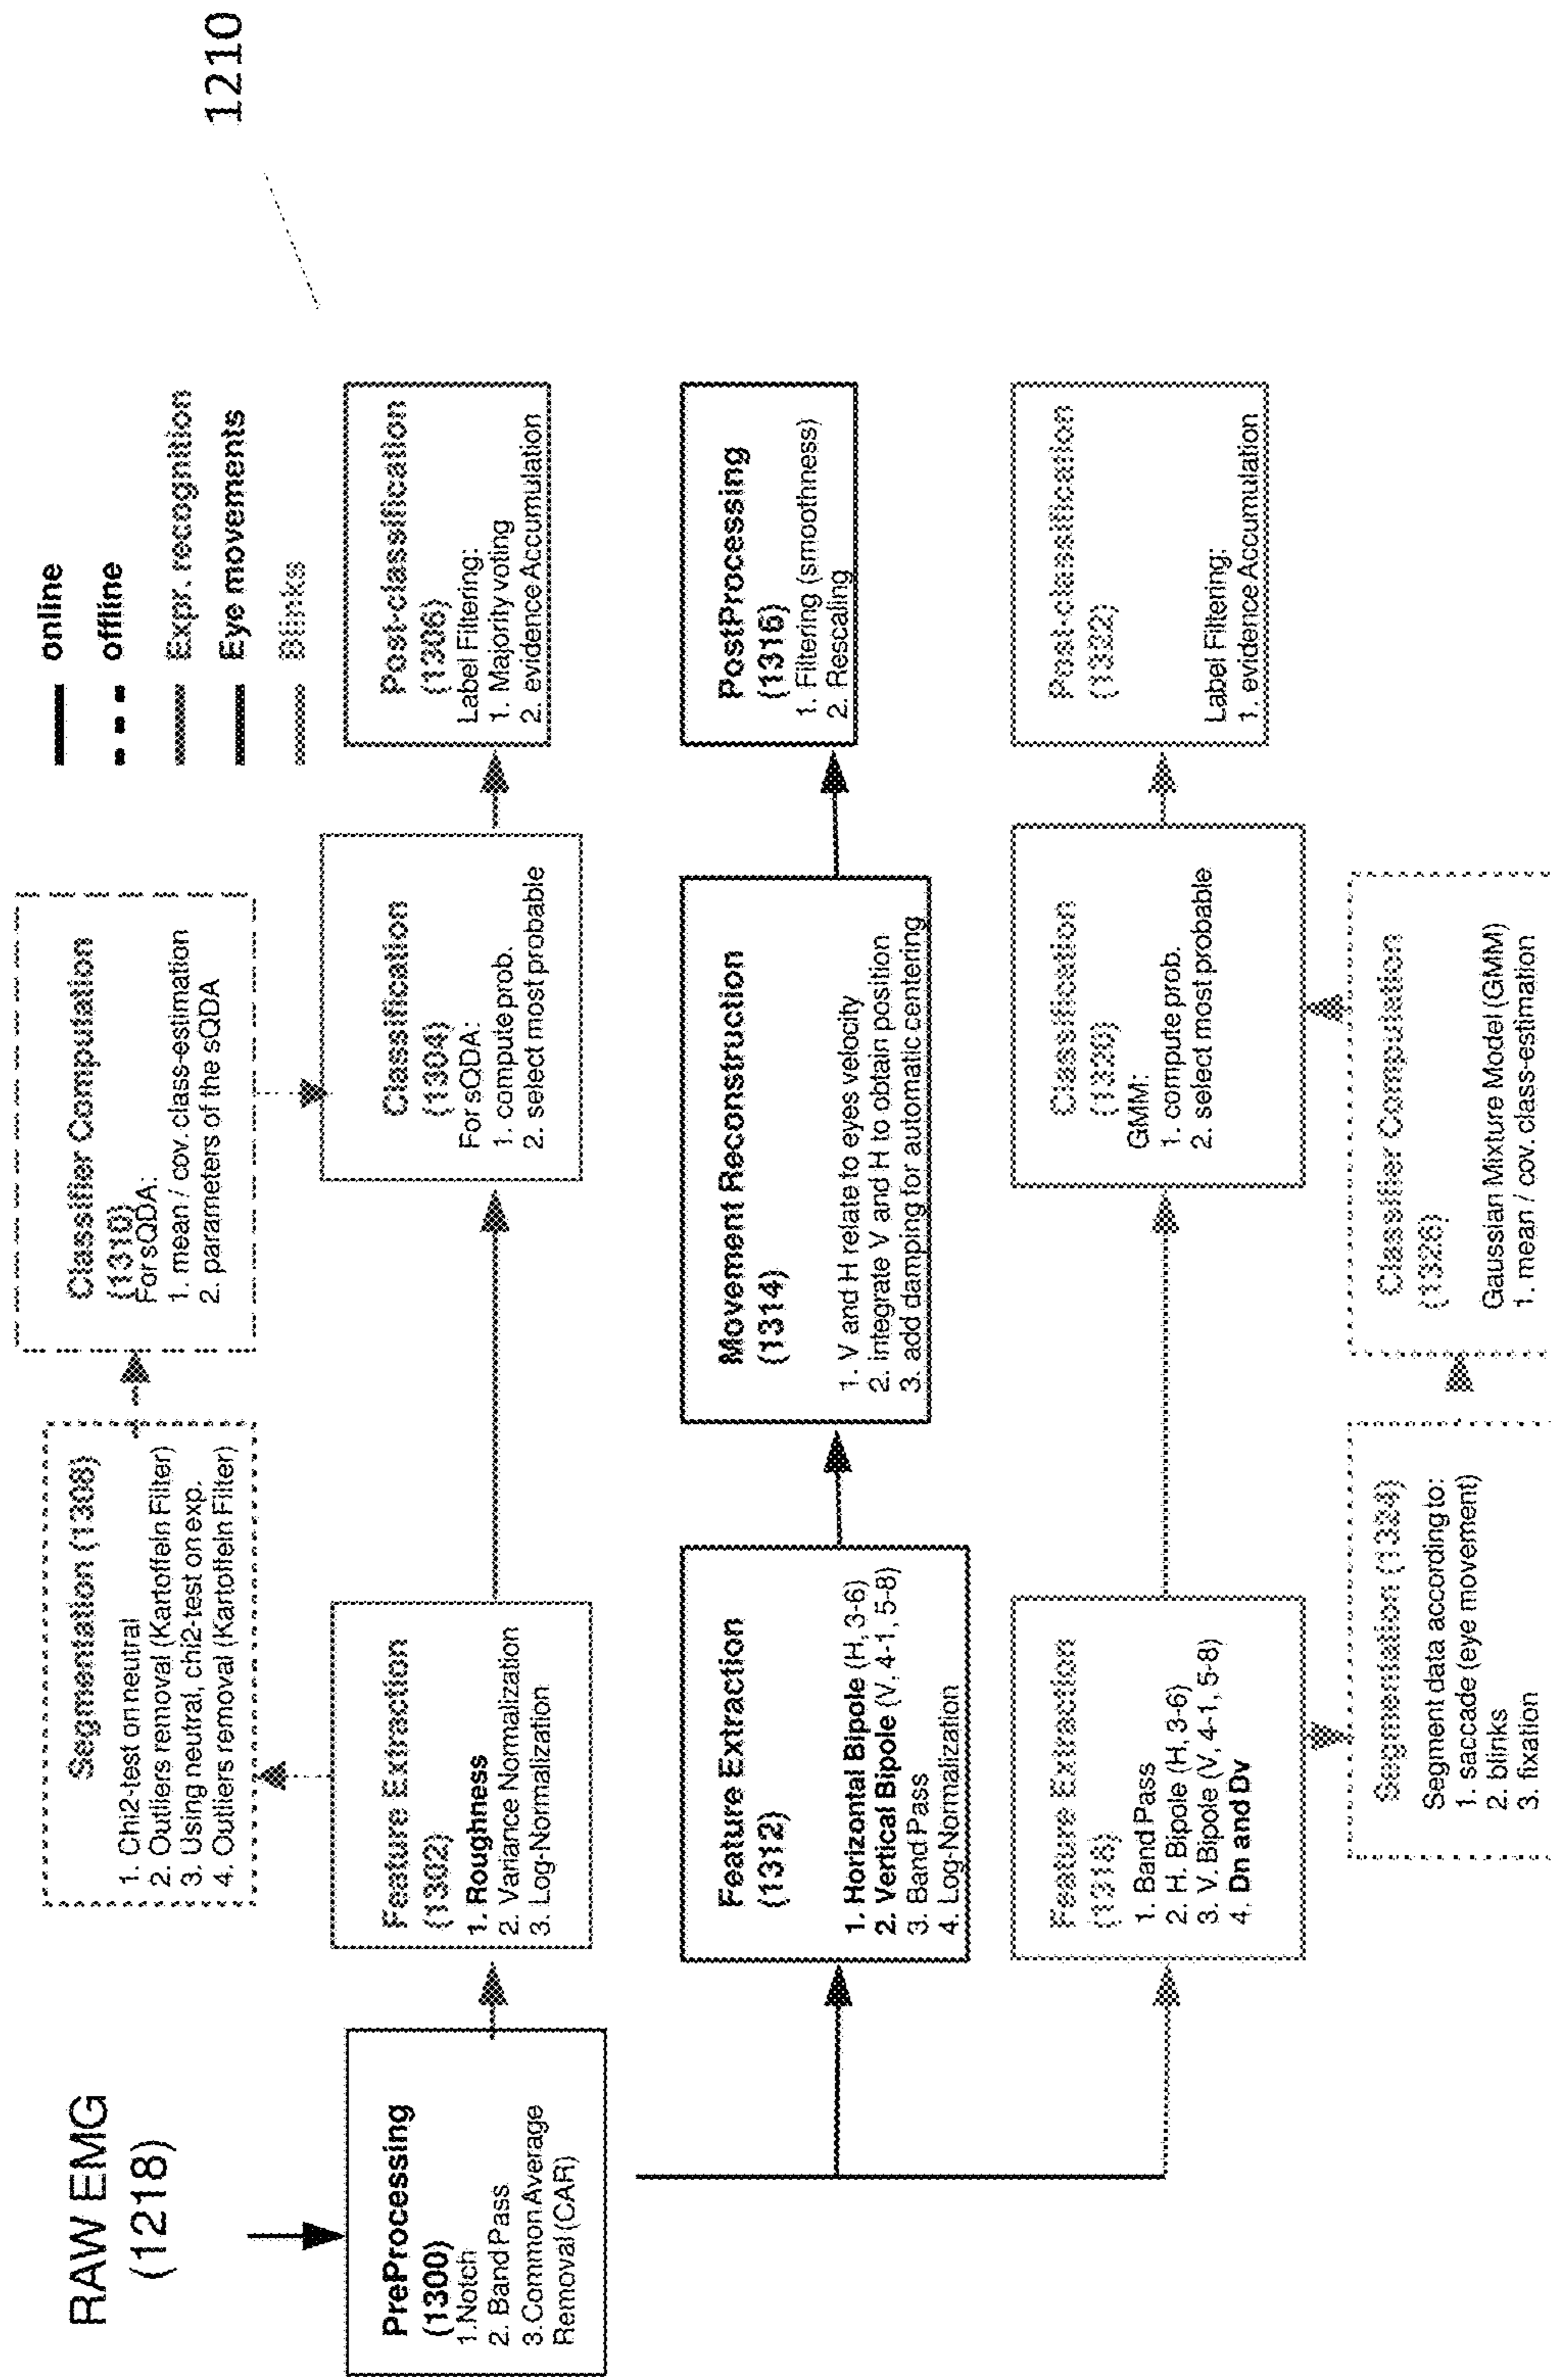 RAW EMG
(1218)
online
offline
Expr. recognition
Eye movements
Blinks
1210
Segmentation (1308)
1. Chi2-test on neutral
2. Outliers removal (Kartoffeln Filter)
3. Using neutral, chi2-test on exp.
4. Outliers removal (Kartoffeln Filter)
Classifier Computation
(1310)
For sQDA:
1. mean / cov. class-estimation
2. parameters of the sQDA
PreProcessing
(1300)
1.Notch
2. Band Pass
3.Common Average
Removal (CAR)
Feature Extraction
(1302)
1. Roughness
2. Variance Normalization
3. Log-Normalization
Classification
(1304)
For sQDA:
1. compute prob.
2. select most probable
Post-classification
(1306)
Label Filtering:
1. Majority voting
2. evidence Accumulation
Feature Extraction
(1312)
1. Horizontal Bipole (H, 3-6)
2. Vertical Bipole (V, 4-1, 5-8)
3. Band Pass
4. Log-Normalization
Movement Reconstruction
(1314)
1. V and H relate to eyes velocity
2. integrate V and H to obtain position
3. add damping for automatic centering
PostProcessing
(1316)
1. Filtering (smoothness)
2. Rescaling
Feature Extraction
(1318)
1. Band Pass
2. H. Bipole (H, 3-6)
3. V. Bipole (V, 4-1, 5-8)
4. Dn and Dv
Classification
(1320)
GMM:
1. compute prob.
2. select most probable
Post-classification
(1322)
Label Filtering:
1. evidence Accumulation
Segmentation (1324)
Segment data according to:
1. saccade (eye movement)
2. blinks
3. fixation
Classifier Computation
(1326)
Gaussian Mixture Model (GMM)
1. mean / cov. class-estimation